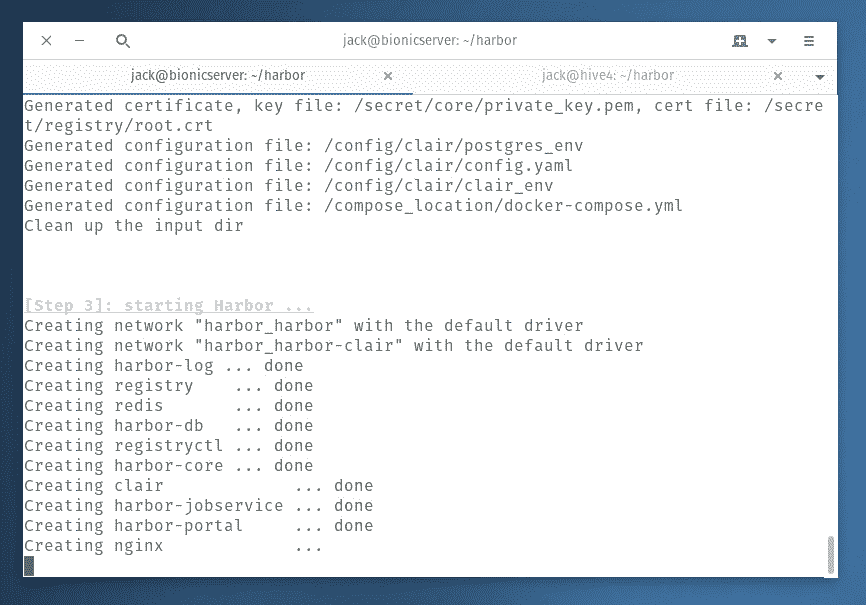 jack@bionicserver: ~/harbor
jack@bionicserver: ~/harbor
jack@hive4: ~/harbor
Generated certificate, key file: /secret/core/private_key.pem, cert file: /secre
t/registry/root.crt
Generated configuration file: /config/clair/postgres_env
Generated configuration file: /config/clair/config.yaml
Generated configuration file: /config/clair/clair_env
Generated configuration file: /compose_location/docker-compose.yml
Clean up the input dir
[Step 3]: starting Harbor ...
Creating network "harbor_harbor" with the default driver
Creating network "harbor_harbor-clair" with the default driver
Creating harbor-log ... done
Creating registry    ... done
Creating redis       ... done
Creating harbor-db   ... done
Creating registryctl ... done
Creating harbor-core ... done
Creating clair             ... done
Creating harbor-jobservice ... done
Creating harbor-portal     ... done
Creating nginx             ...